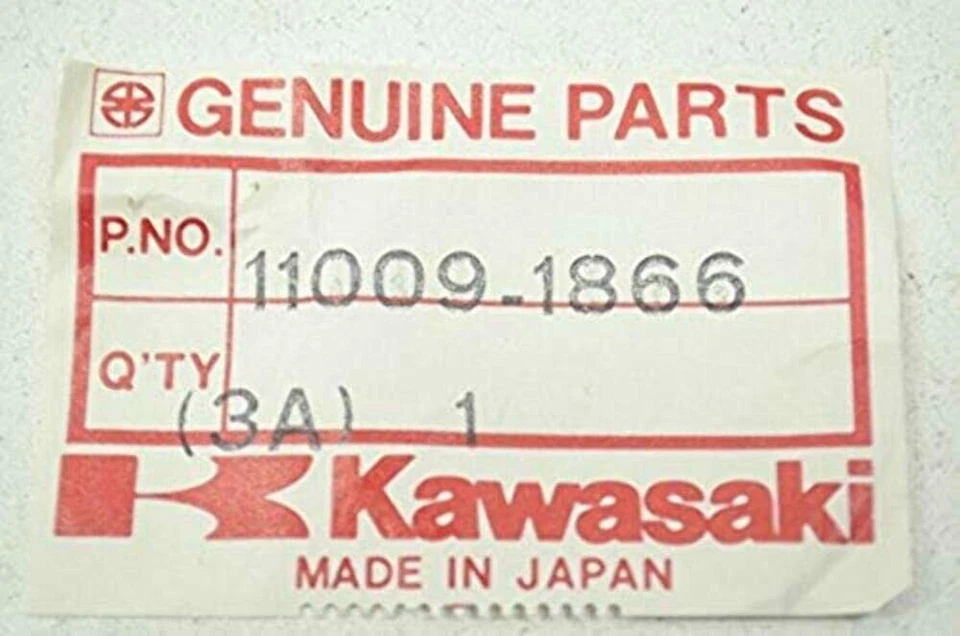 GENUINE PARTS
P.NO. 11009-1866
Q'TY (3A) 1
Kawasaki
MADE IN JAPAN